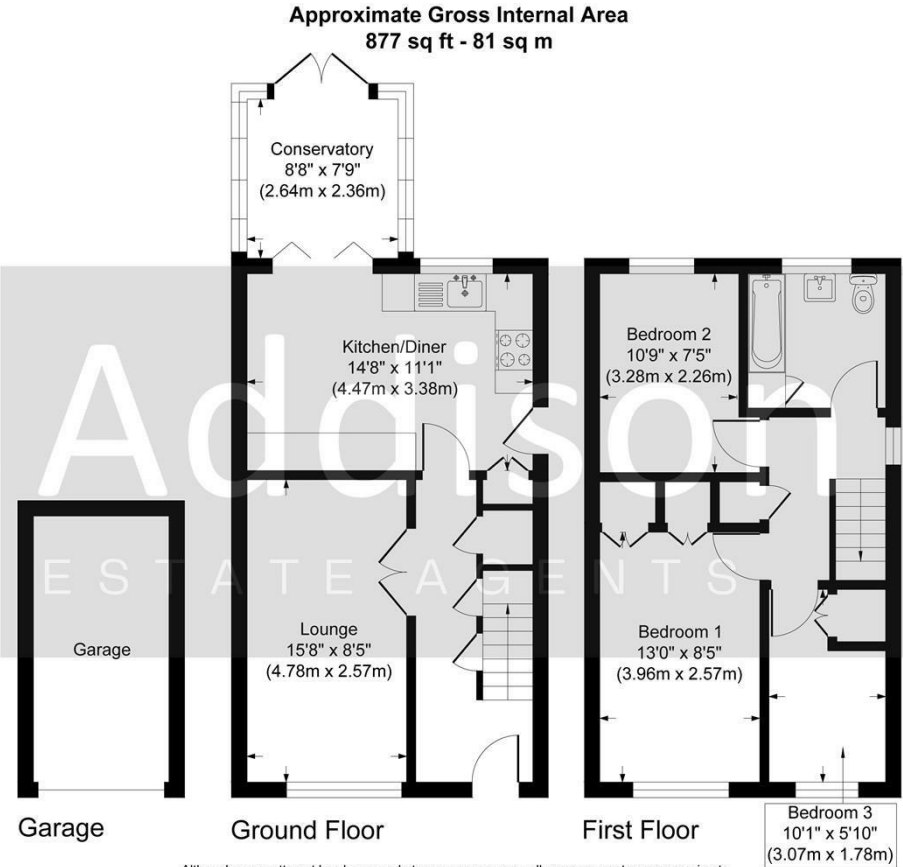 Approximate Gross Internal Area
877 sq ft - 81 sq m
Conservatory
8'8" x 7'9"
(2.64m x 2.36m)
Kitchen/Diner
14'8" x 11'1"
(4.47m x 3.38m)
Bedroom 2
10'9" x 7'5"
(3.28m x 2.26m)
Addison
ESTATE AGENTS
Garage
Lounge
15'8" x 8'5"
(4.78m x 2.57m)
Bedroom 1
13'0" x 8'5"
(3.96m x 2.57m)
Garage
Ground Floor
First Floor
Bedroom 3
10'1" x 5'10"
(3.07m x 1.78m)